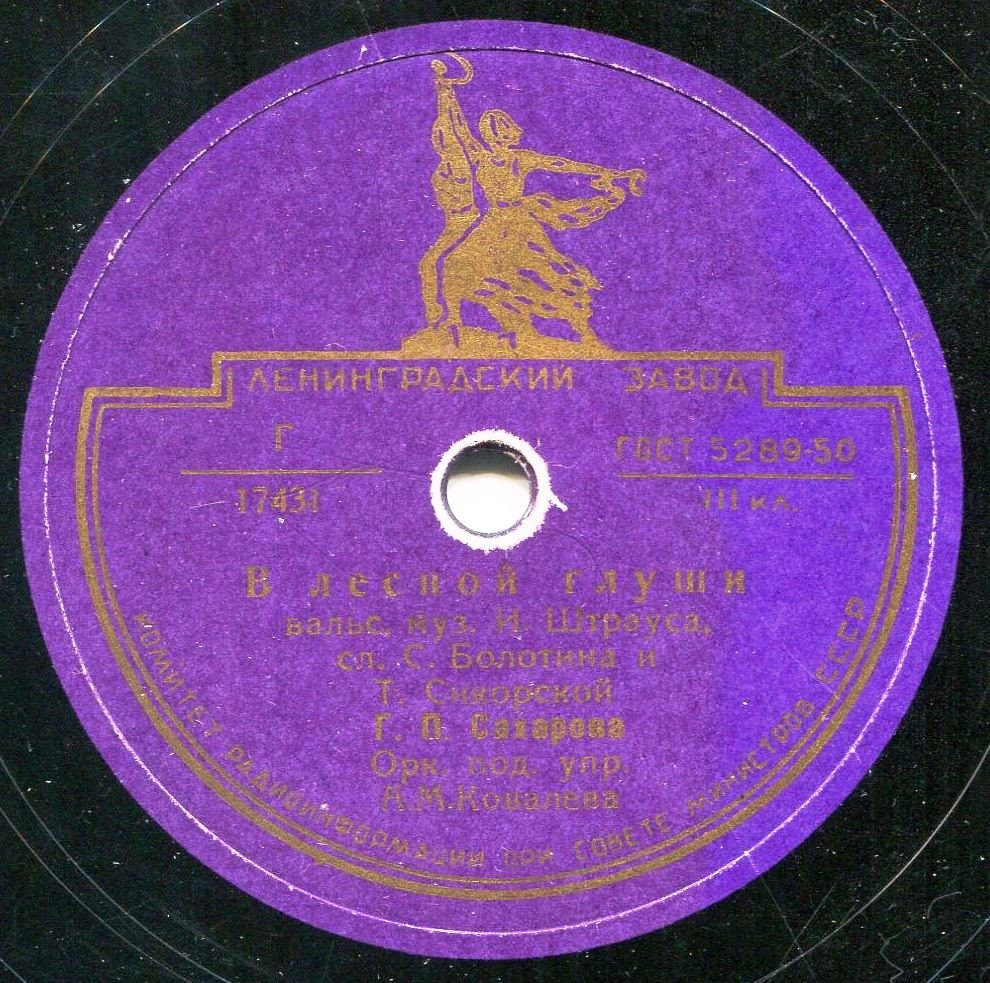 ЛЕНИНГРАДСКИЙ ЗАВОД
Г
17431
ГОСТ 5289-50
III кл.
В лесной глуши
вальс, муз. И. Штрауса,
сл. С. Болотина и
Т. Сикорской
Г. П. Сахарова
Орк. под. упр.
А.М.Ковалева
КОМИТЕТ РАДИОИНФОРМАЦИИ ПРИ СОВЕТЕ МИНИСТРОВ СССР